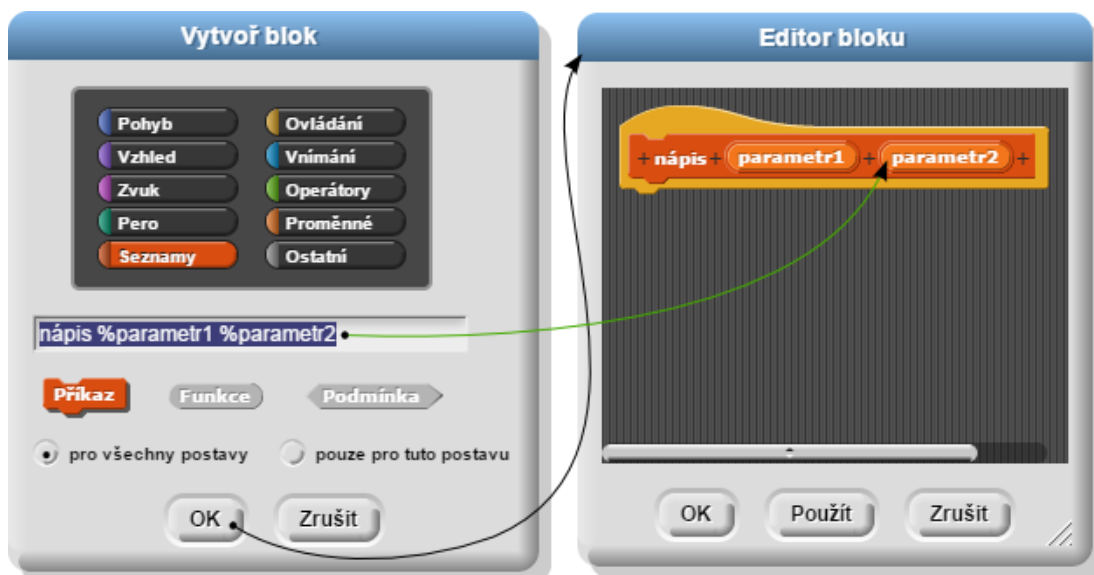 Vytvoř blok
Pohyb Ovládání
Vzhled Vnímání
Zvuk Operátory
Pero Proměnné
Seznamy Ostatní
nápis %parametr1 %parametr2
Příkaz Funkce Podmínka
pro všechny postavy pouze pro tuto postavu
OK Zrušit
Editor bloku
+ nápis + parametr1 + parametr2 +
OK Použít Zrušit